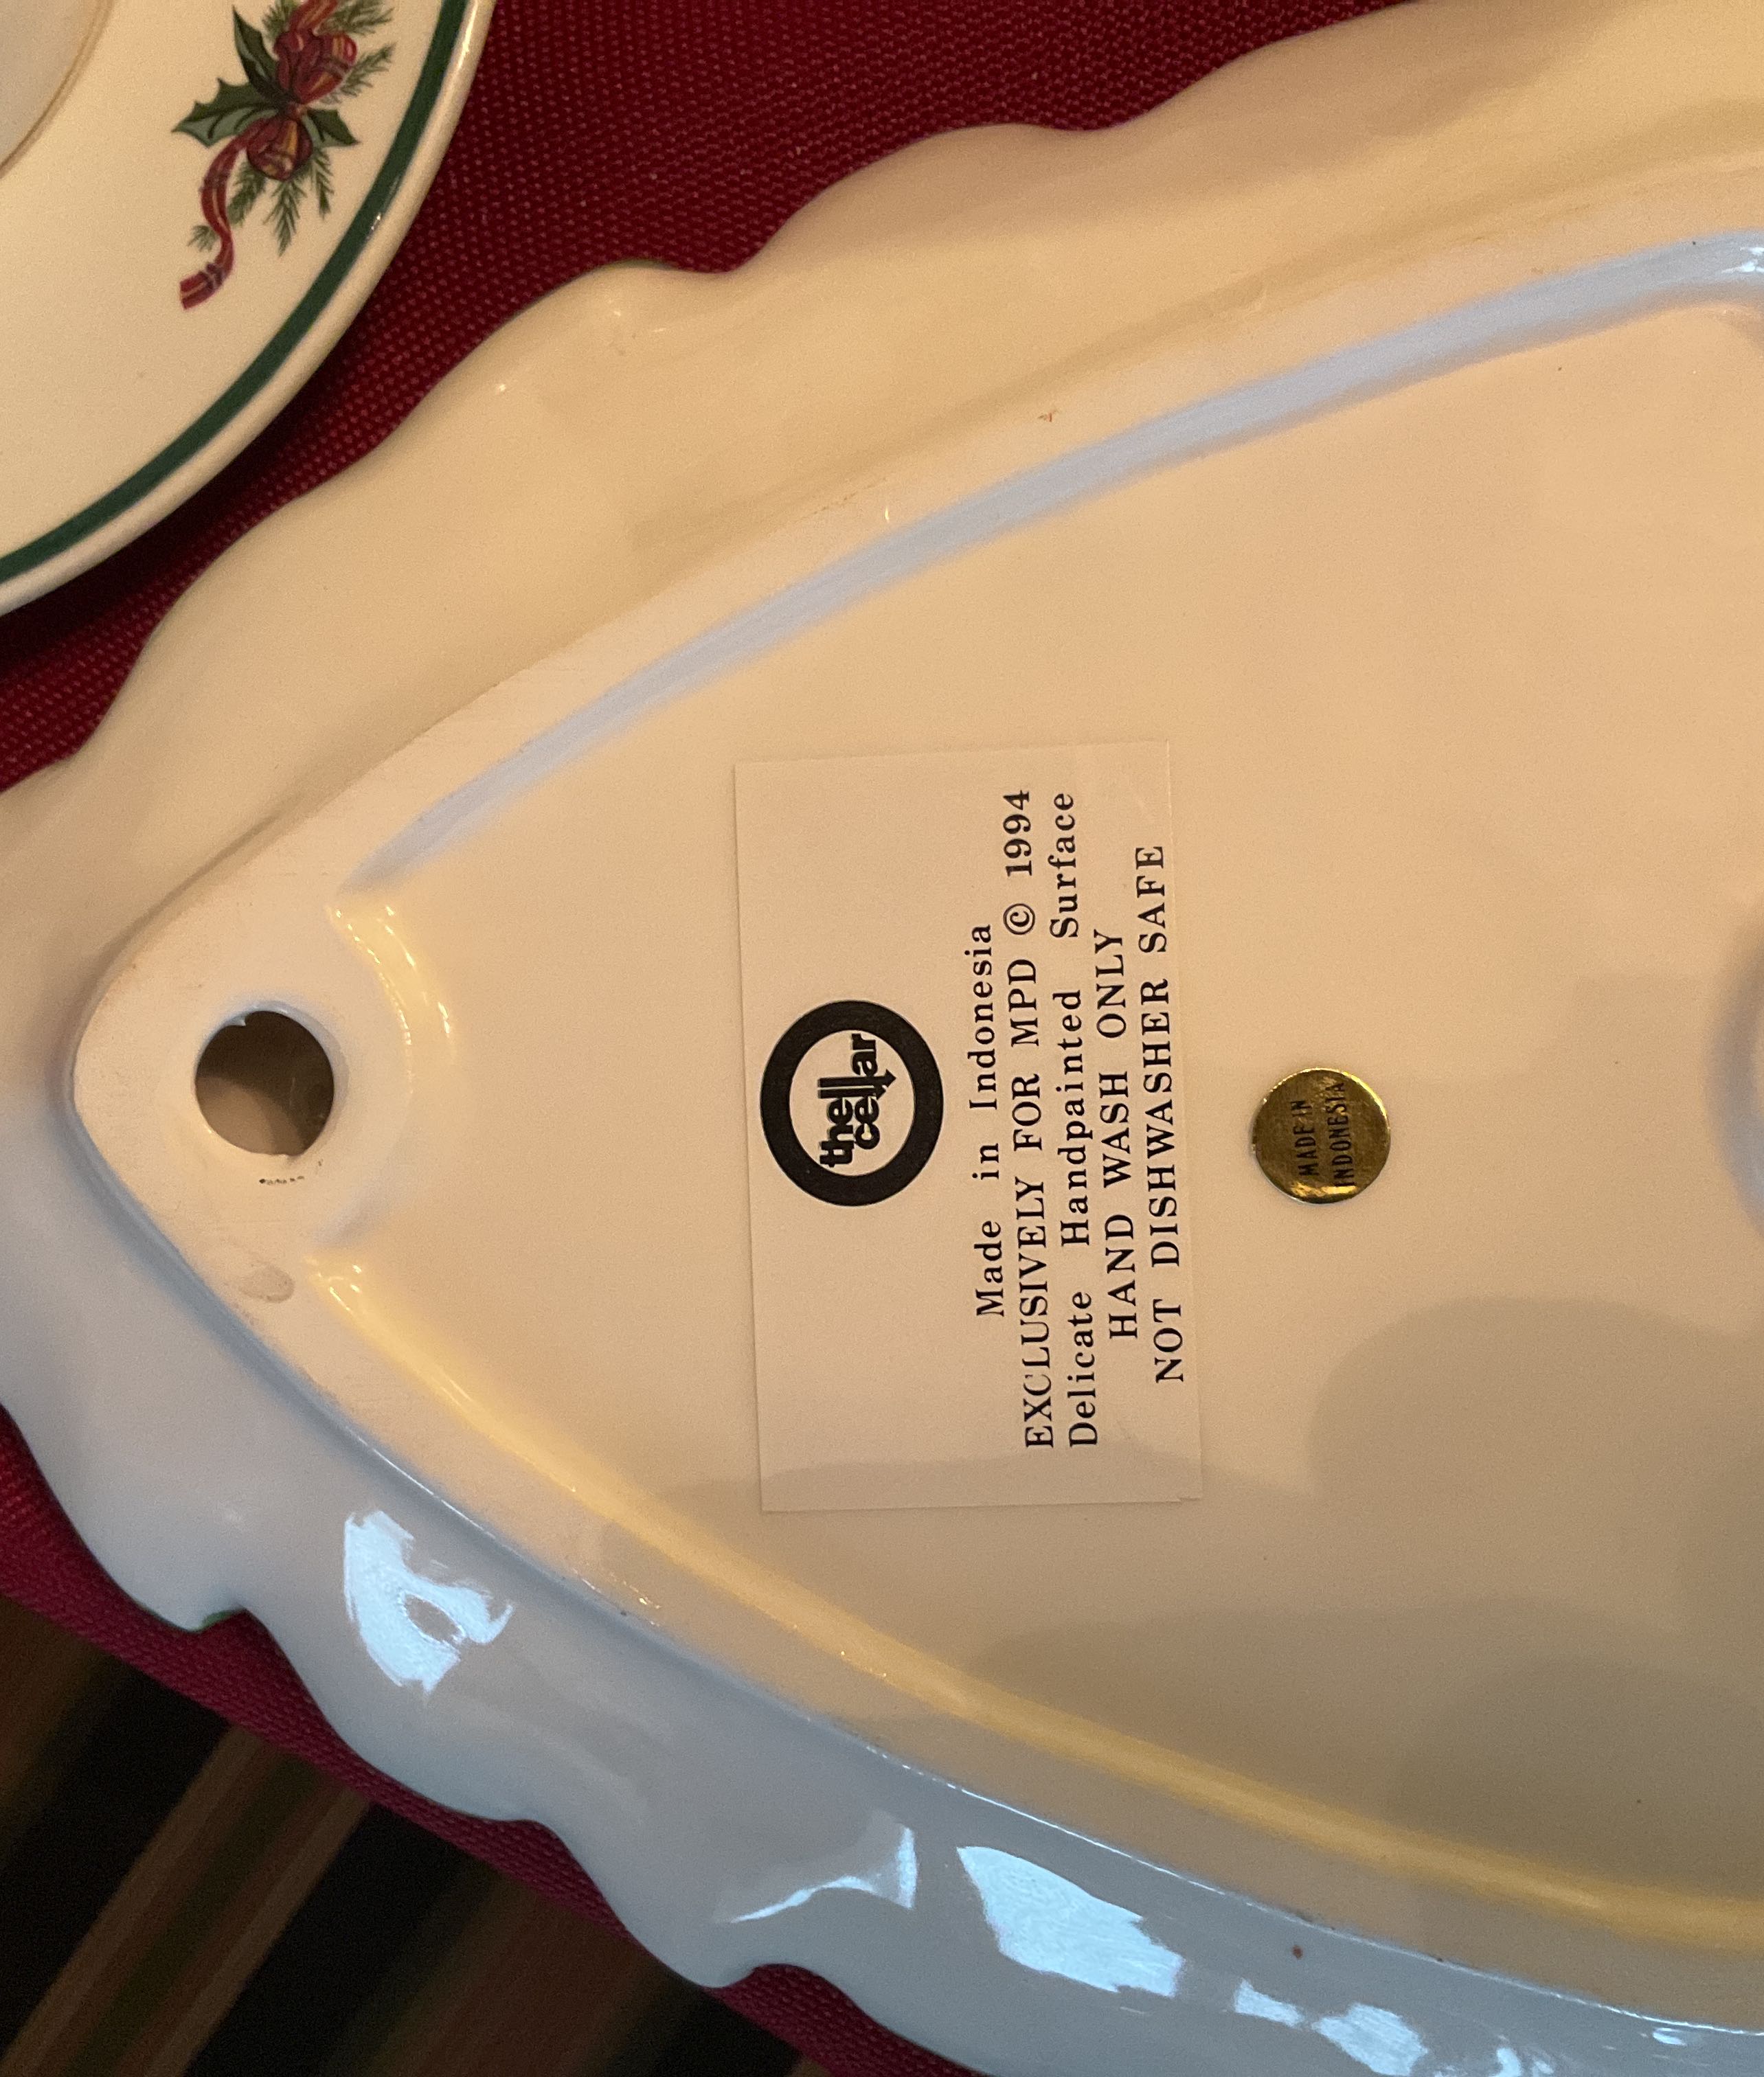 the
cellar
Made in Indonesia
EXCLUSIVELY FOR MPD © 1994
Delicate Handpainted Surface
HAND WASH ONLY
NOT DISHWASHER SAFE
MADE IN
INDONESIA